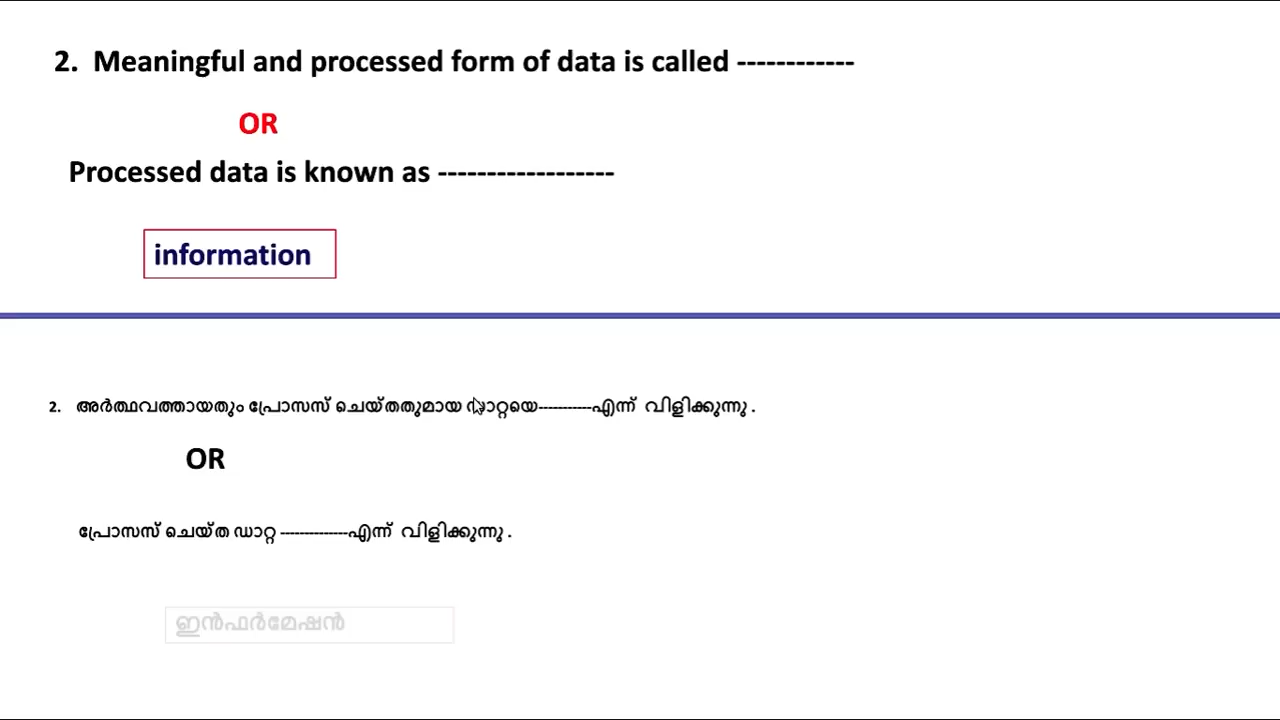 2. Meaningful and processed form of data is called ------------
OR
Processed data is known as ------------------
information
2. അർത്ഥവത്തായതും പ്രോസസ് ചെയ്തതുമായ ഡാറ്റയെ-----------എന്ന് വിളിക്കുന്നു .
OR
പ്രോസസ് ചെയ്ത ഡാറ്റ --------------എന്ന് വിളിക്കുന്നു .
ഇൻഫർമേഷൻ